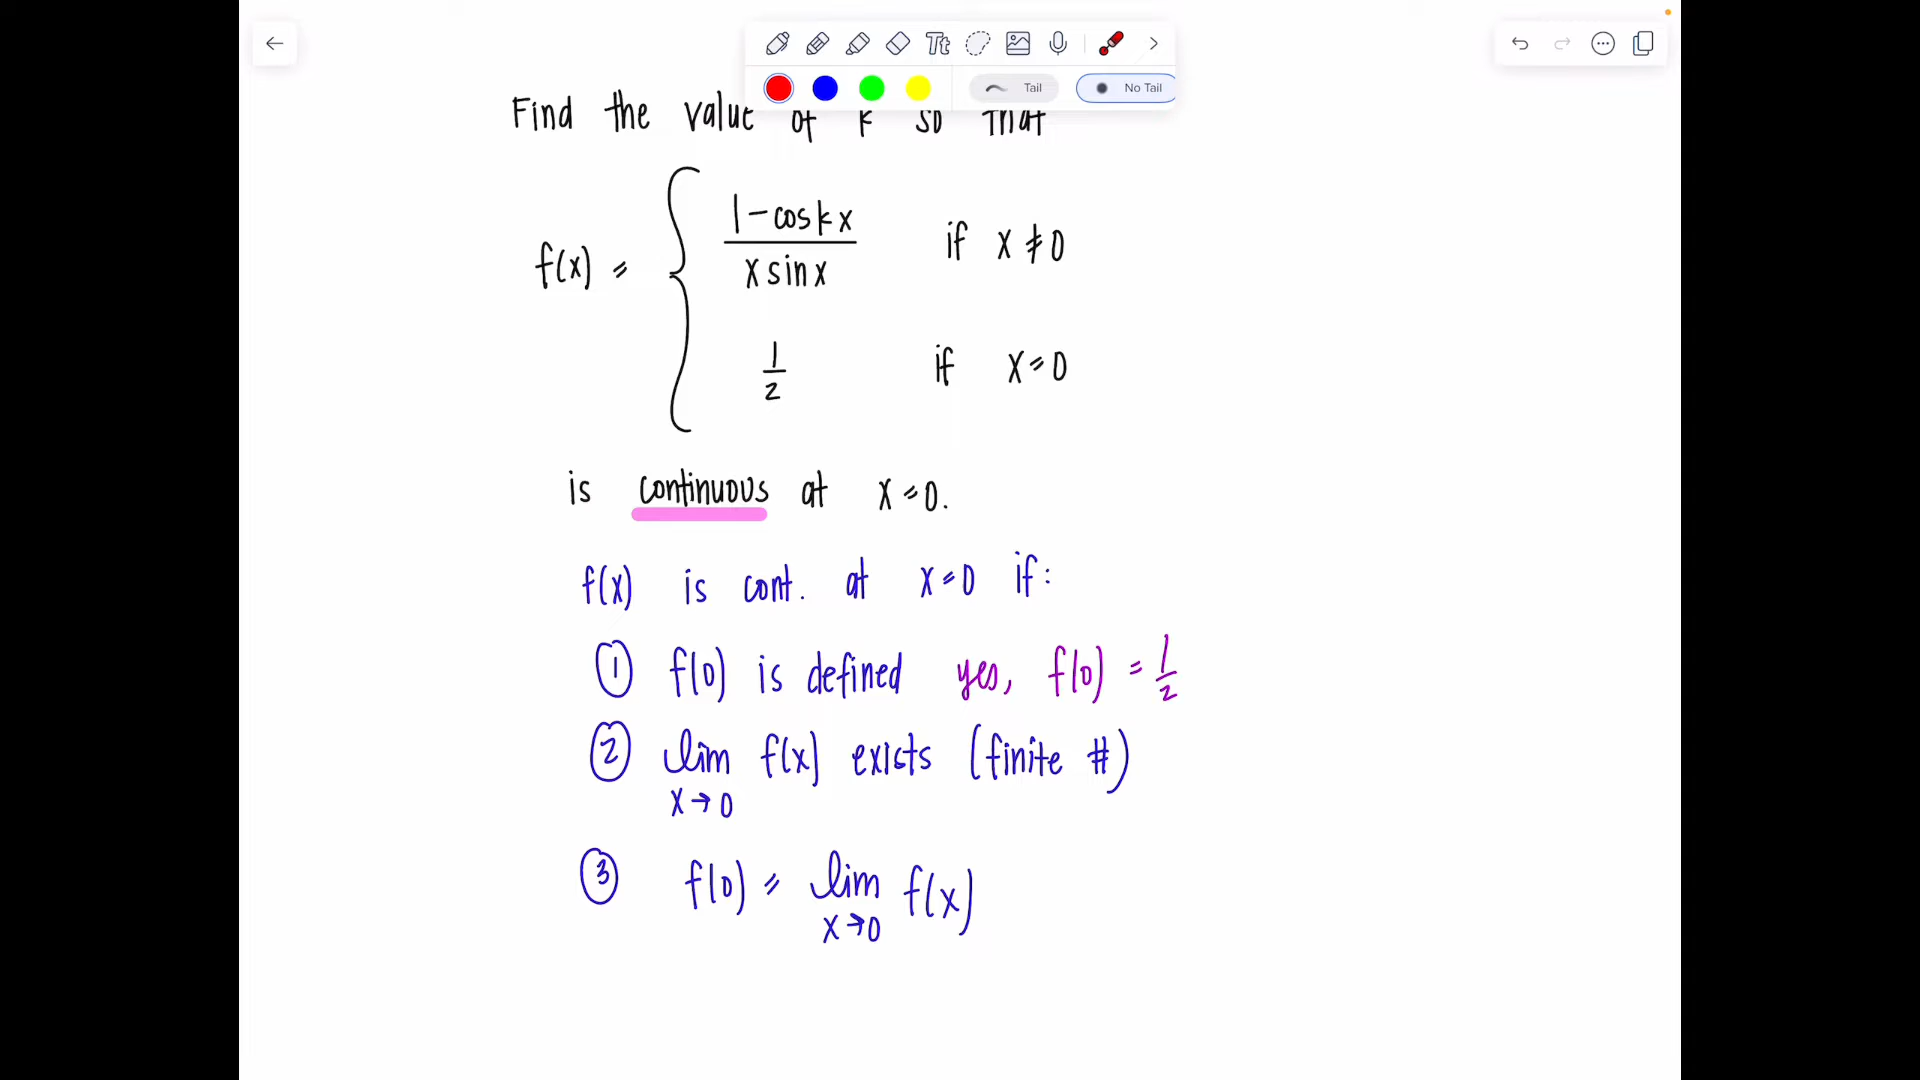 Tt
Tail
No Tail
Find the value of k so that
f(x) = { 1-cos kx / x sin x if x ≠ 0
1/2 if x = 0
is continuous at x = 0.
f(x) is cont. at x = 0 if:
① f(0) is defined yes, f(0) = 1/2
② lim f(x) exists (finite #)
x → 0
③ f(0) = lim f(x)
x → 0